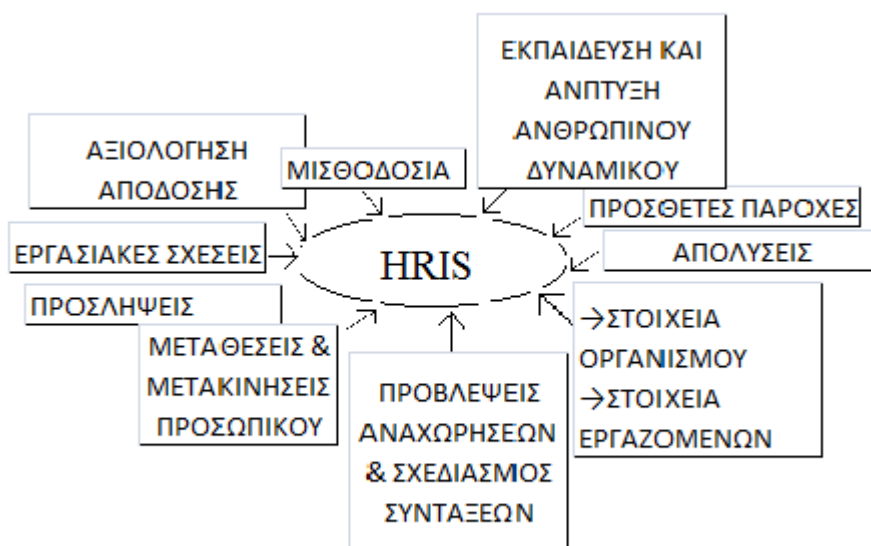 ΕΚΠΑΙΔΕΥΣΗ ΚΑΙ
ΑΝΠΤΥΞΗ
ΑΝΘΡΩΠΙΝΟΥ
ΔΥΝΑΜΙΚΟΥ
ΑΞΙΟΛΟΓΗΣΗ
ΑΠΟΔΟΣΗΣ
ΜΙΣΘΟΔΟΣΙΑ
ΠΡΟΣΘΕΤΕΣ ΠΑΡΟΧΕΣ
ΕΡΓΑΣΙΑΚΕΣ ΣΧΕΣΕΙΣ
HRIS
ΑΠΟΛΥΣΕΙΣ
ΠΡΟΣΛΗΨΕΙΣ
ΜΕΤΑΘΕΣΕΙΣ &
ΜΕΤΑΚΙΝΗΣΕΙΣ
ΠΡΟΣΩΠΙΚΟΥ
ΠΡΟΒΛΕΨΕΙΣ
ΑΝΑΧΩΡΗΣΕΩΝ
& ΣΧΕΔΙΑΣΜΟΣ
ΣΥΝΤΑΞΕΩΝ
→ΣΤΟΙΧΕΙΑ
ΟΡΓΑΝΙΣΜΟΥ
→ΣΤΟΙΧΕΙΑ
ΕΡΓΑΖΟΜΕΝΩΝ